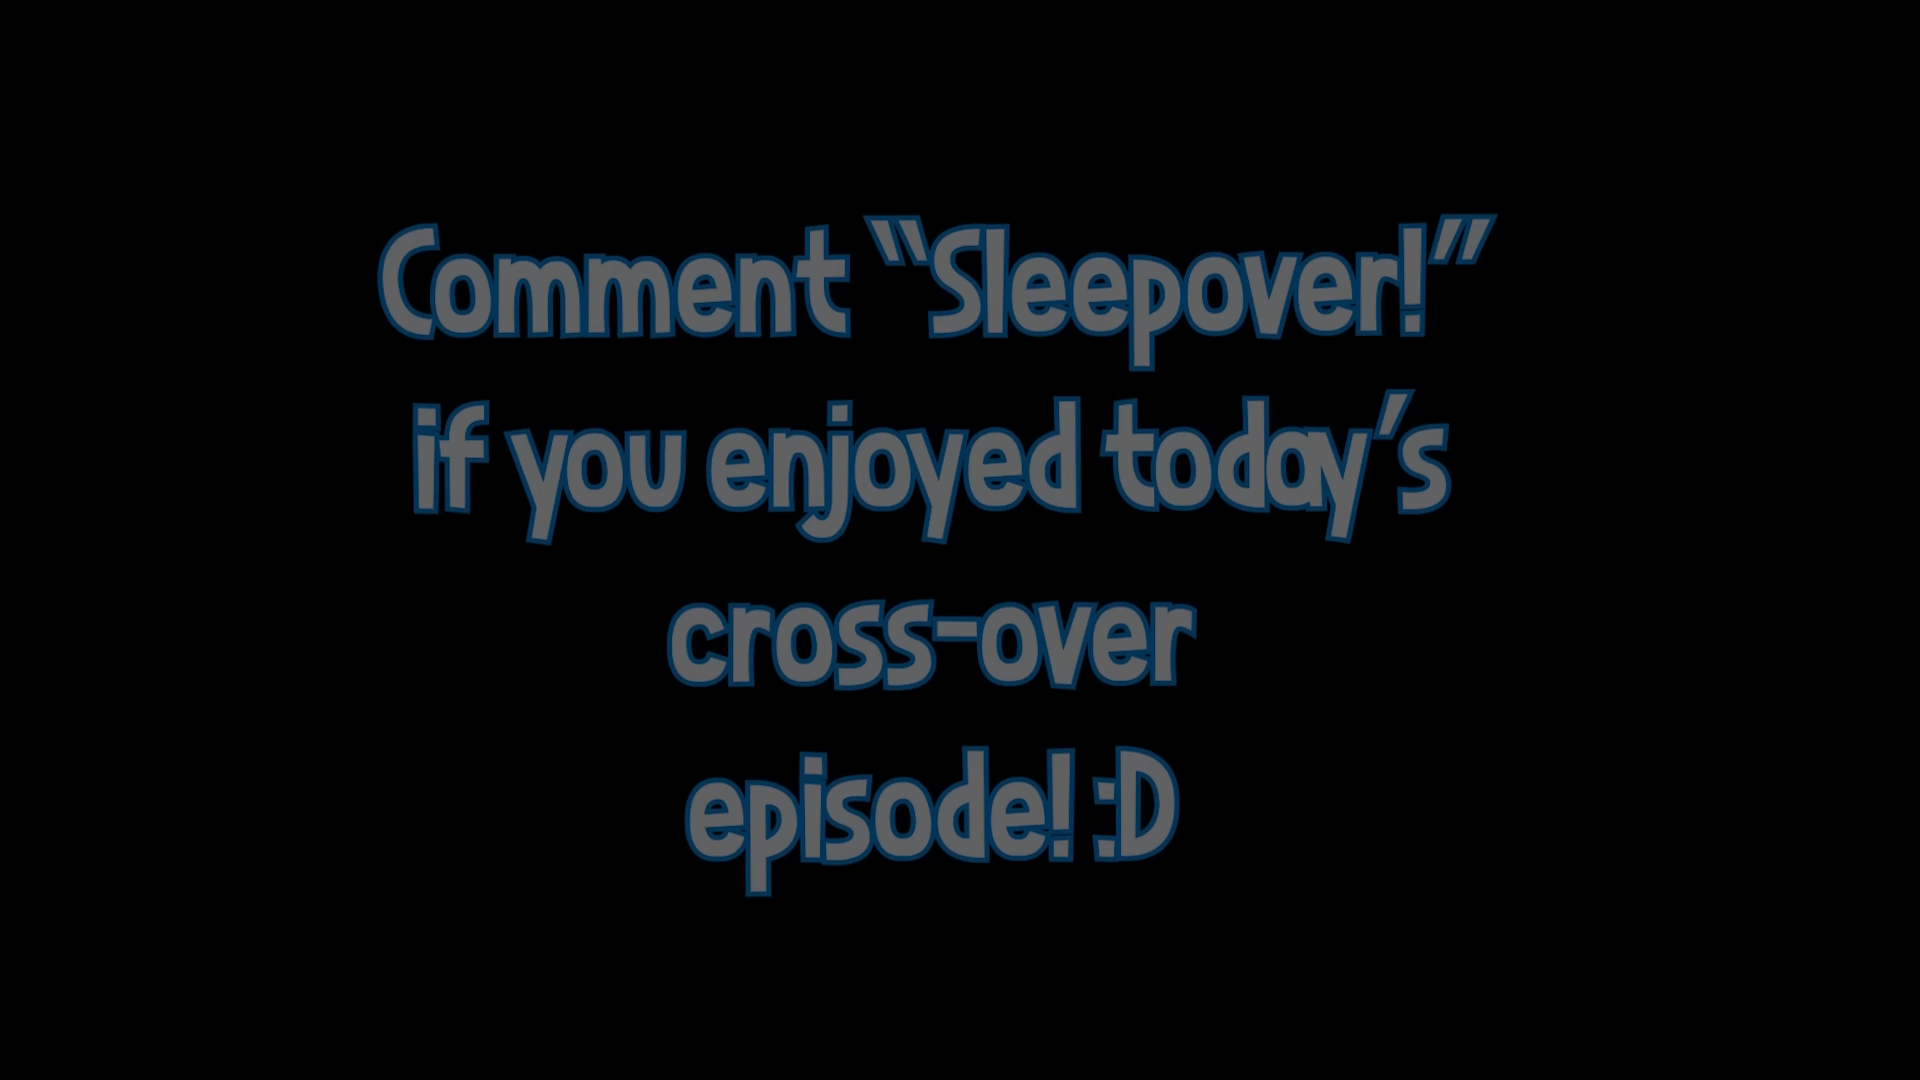 Comment “Sleepover!”
if you enjoyed today’s
cross-over
episode! :D